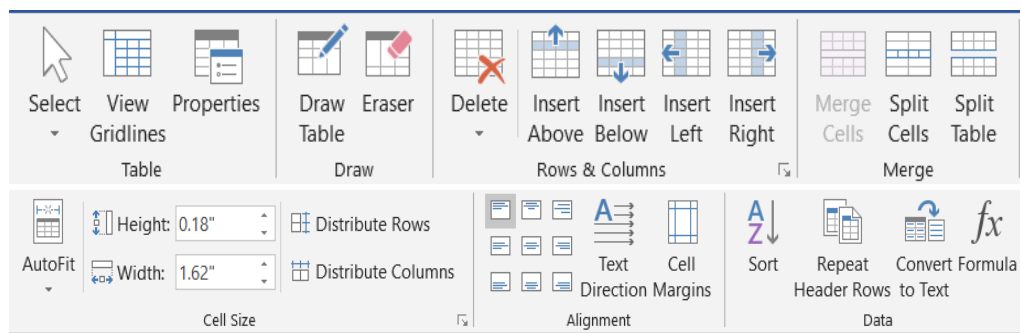 Select View Properties Draw Eraser Delete Insert Insert Insert Insert Merge Split Split
Gridlines Table Above Below Left Right Cells Cells Table
Table Draw Rows & Columns Merge
Height: 0.18" Distribute Rows
AutoFit Width: 1.62" Distribute Columns
A Text Cell
Direction Margins
A
Z Sort Repeat Convert fx Formula
Header Rows to Text
Cell Size Alignment Data